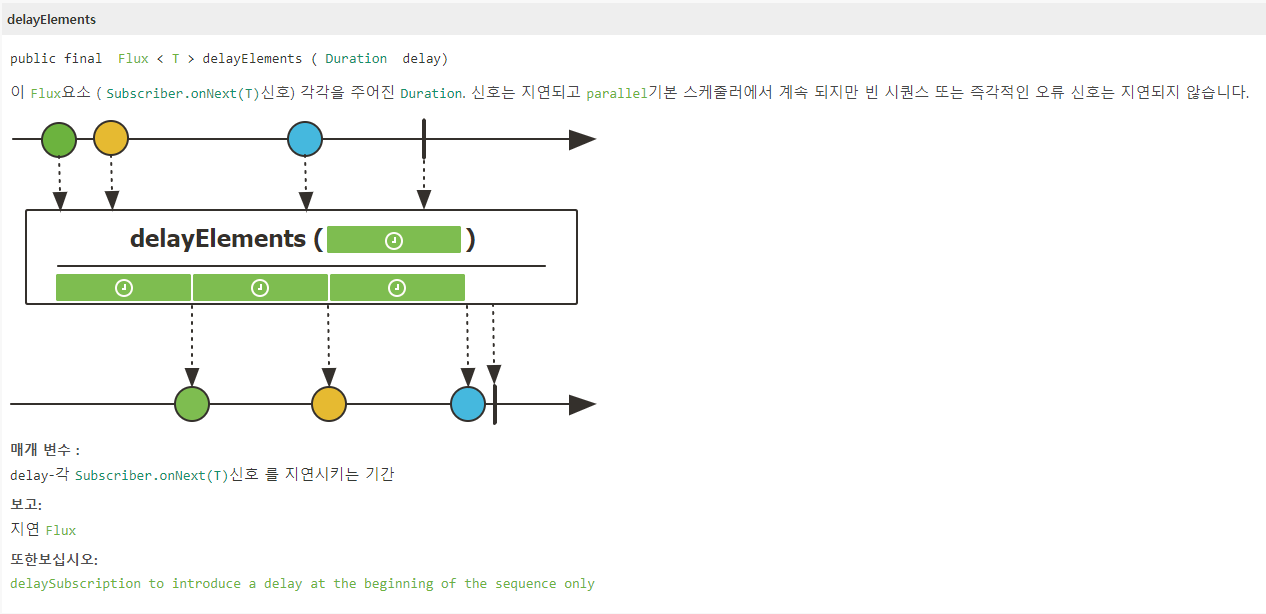 delayElements
public final Flux < T > delayElements ( Duration delay)
이 Flux요소 ( Subscriber.onNext(T)신호) 각각을 주어진 Duration. 신호는 지연되고 parallel기본 스케줄러에서 계속 되지만 빈 시퀀스 또는 즉각적인 오류 신호는 지연되지 않습니다.
delayElements ( )
매개 변수 :
delay-각 Subscriber.onNext(T)신호 를 지연시키는 기간
보고:
지연 Flux
또한보십시오:
delaySubscription to introduce a delay at the beginning of the sequence only